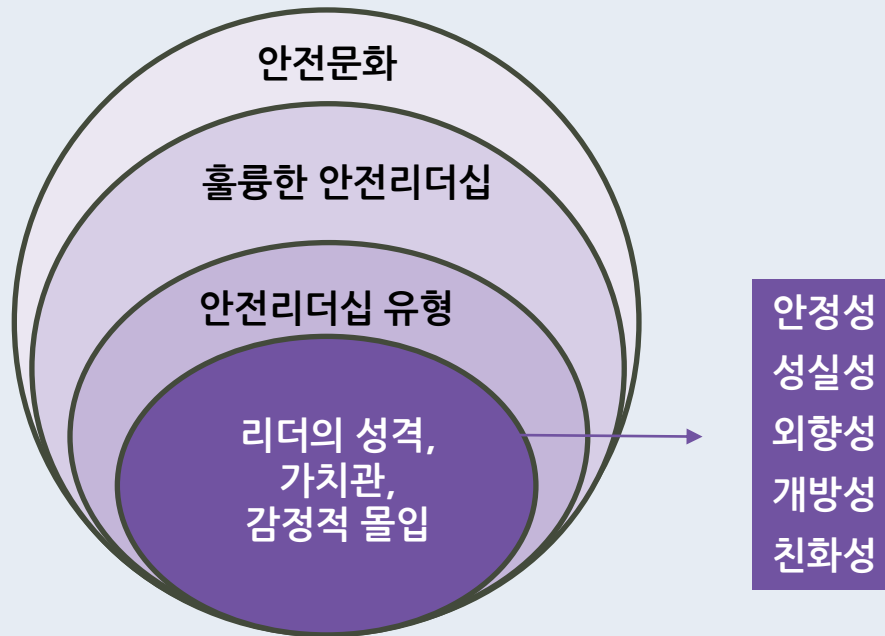 안전문화
훌륭한 안전리더십
안전리더십 유형
리더의 성격,
가치관,
감정적 몰입
안정성
성실성
외향성
개방성
친화성